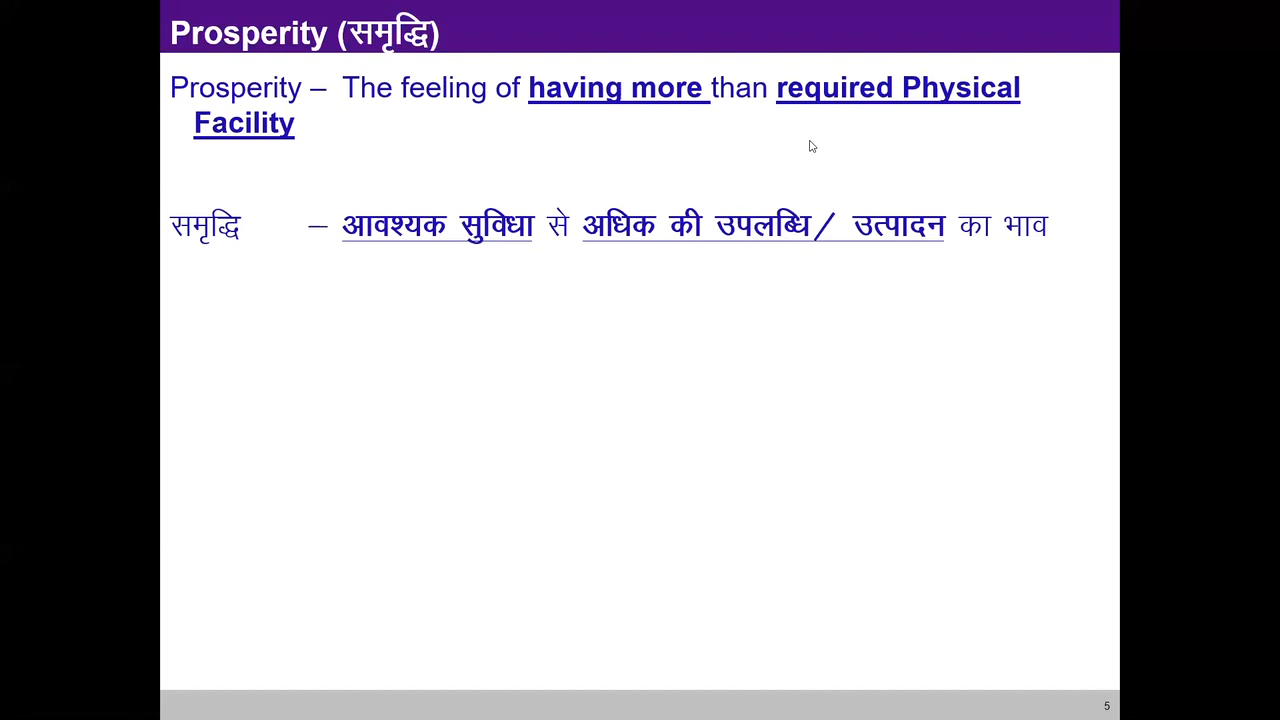 Prosperity (समृद्धि)
Prosperity – The feeling of having more than required Physical
Facility
समृद्धि – आवश्यक सुविधा से अधिक की उपलब्धि/ उत्पादन का भाव
5